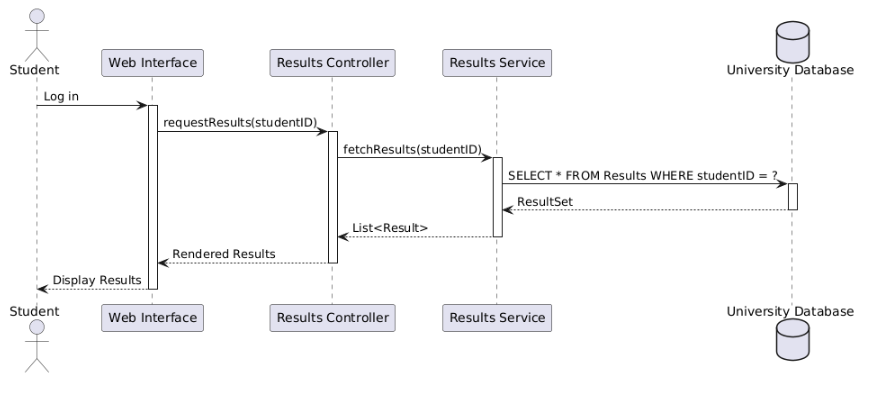 Student
Web Interface
Results Controller
Results Service
University Database
Log in
requestResults(studentID)
fetchResults(studentID)
SELECT * FROM Results WHERE studentID = ?
ResultSet
List<Result>
Rendered Results
Display Results
Student
Web Interface
Results Controller
Results Service
University Database